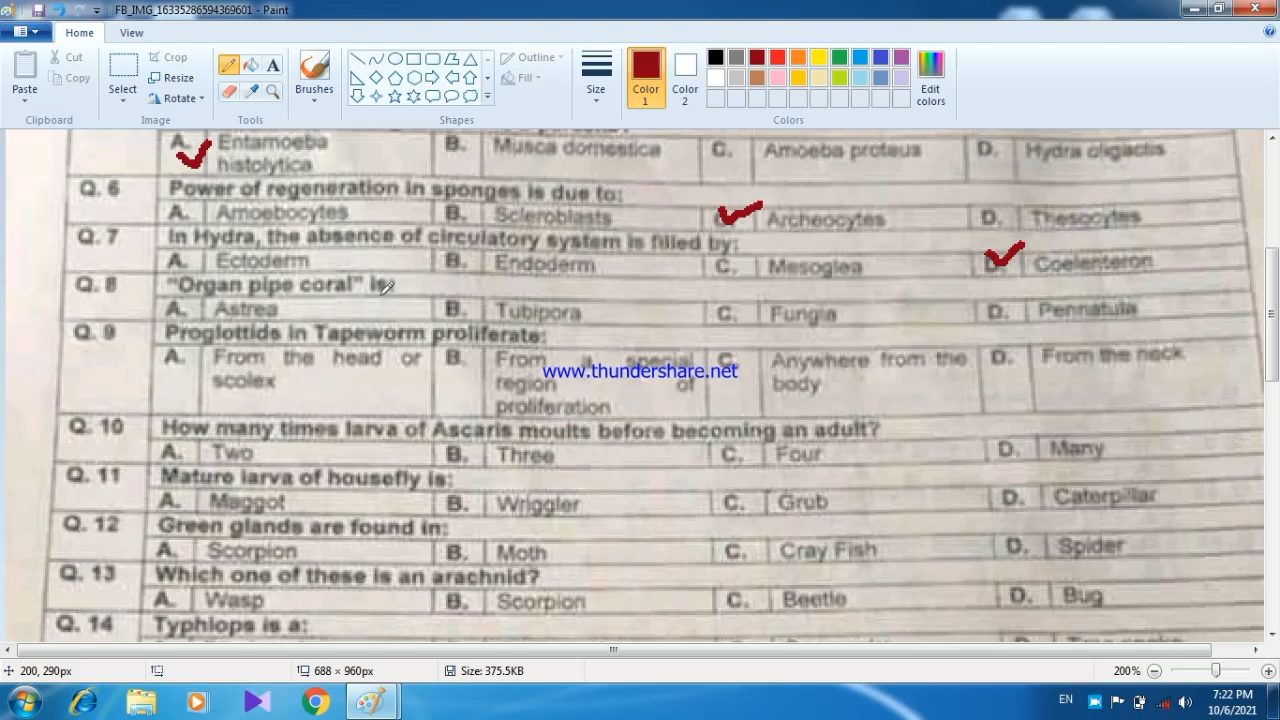 FB_IMG_16335286594369601 - Paint
Home View
Paste
Cut
Copy
Clipboard
Select
Crop
Resize
Rotate
Image
Tools
Brushes
Shapes
Outline
Fill
Size
Color 1
Color 2
Edit colors
Colors
A. Entamoeba histolytica B. Musca domestica C. Amoeba proteus D. Hydra oligactis
Q. 6 Power of regeneration in sponges is due to:
A. Amoebocytes B. Scleroblasts Archeocytes D. Thesocytes
Q. 7 In Hydra, the absence of circulatory system is filled by:
A. Ectoderm B. Endoderm C. Mesoglea D. Coelenteron
Q. 8 "Organ pipe coral" is:
A. Astrea B. Tubipora C. Fungia D. Pennatula
Q. 9 Proglottids in Tapeworm proliferate:
A. From the head or scolex B. From a special region of proliferation C. Anywhere from the body D. From the neck
www.thundershare.net
Q. 10 How many times larva of Ascaris moults before becoming an adult?
A. Two B. Three C. Four D. Many
Q. 11 Mature larva of housefly is:
A. Maggot B. Wriggler C. Grub D. Caterpillar
Q. 12 Green glands are found in:
A. Scorpion B. Moth C. Cray Fish D. Spider
Q. 13 Which one of these is an arachnid?
A. Wasp B. Scorpion C. Beetle D. Bug
Q. 14 Typhlops is a:
200, 290px 688 × 960px Size: 375.5KB 200%
EN 7:22 PM
10/6/2021